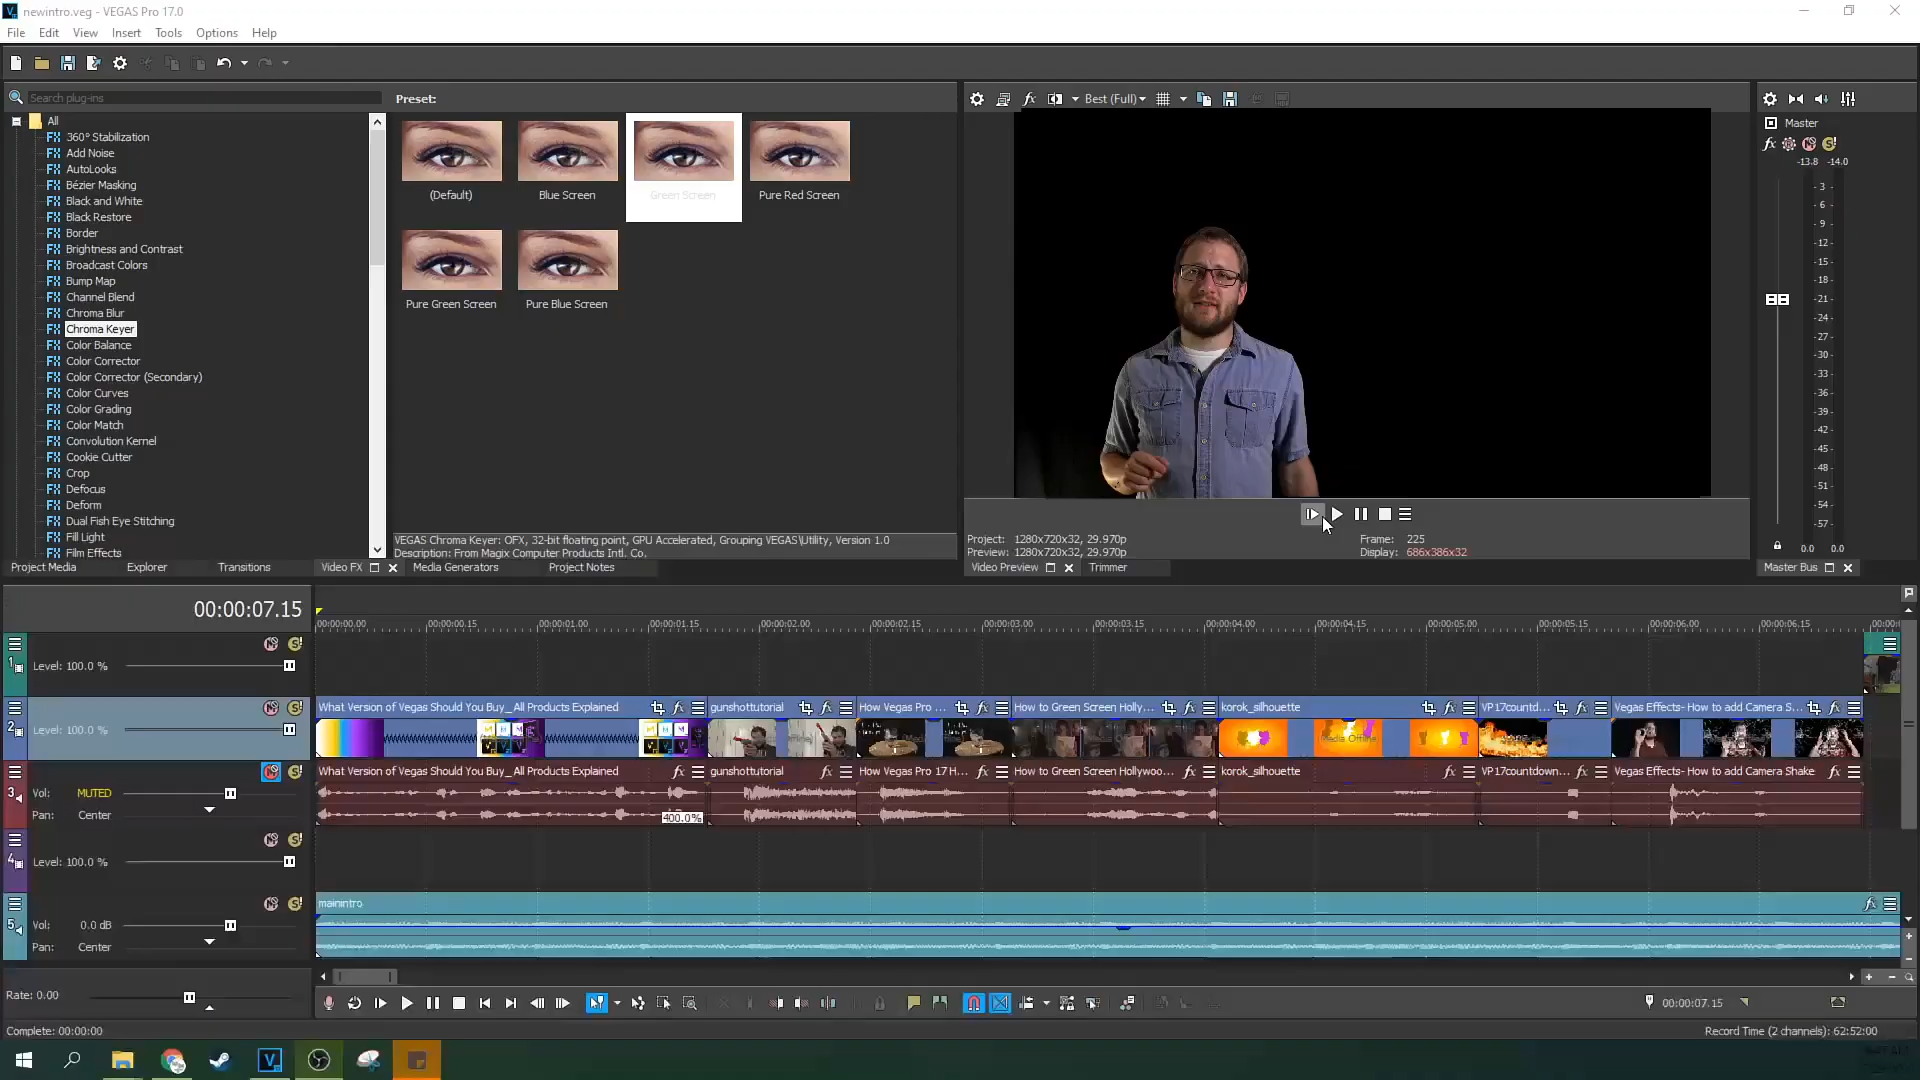 newintro.veg - VEGAS Pro 17.0
File Edit View Insert Tools Options Help
Search plug-ins
Preset:
Best (Full)
All
360° Stabilization
Add Noise
AutoLooks
Bézier Masking
Black and White
Black Restore
Border
Brightness and Contrast
Broadcast Colors
Bump Map
Channel Blend
Chroma Blur
Chroma Keyer
Color Balance
Color Corrector
Color Corrector (Secondary)
Color Curves
Color Grading
Color Match
Convolution Kernel
Cookie Cutter
Crop
Defocus
Deform
Dual Fish Eye Stitching
Fill Light
Film Effects
(Default) Blue Screen Green Screen Pure Red Screen
Pure Green Screen Pure Blue Screen
VEGAS Chroma Keyer: OFX, 32-bit floating point, GPU Accelerated, Grouping VEGAS\Utility, Version 1.0
Description: From Magix Computer Products Intl. Co.
Project Media Explorer Transitions Video FX Media Generators Project Notes
Project: 1280x720x32, 29.970p Frame: 225
Preview: 1280x720x32, 29.970p Display: 686x386x32
Video Preview Trimmer
Master
-13.8 -14.0
- 3 -
- 6 -
- 9 -
-12-
-15-
-18-
-21-
-24-
-27-
-30-
-33-
-36-
-39-
-42-
-45-
-48-
-51-
-54-
-57-
0.0 0.0
Master Bus
00:00:07.15
00:00:00.00 00:00:00.15 00:00:01.00 00:00:01.15 00:00:02.00 00:00:02.15 00:00:03.00 00:00:03.15 00:00:04.00 00:00:04.15 00:00:05.00 00:00:05.15 00:00:06.00 00:00:06.15 00:00:0
1 Level: 100.0 %
2 Level: 100.0 %
What Version of Vegas Should You Buy_ All Products Explained gunshottutorial How Vegas Pro ... How to Green Screen Holly... korok_silhouette VP17countd... Vegas Effects- How to add Camera S...
Media Offline
3 Vol: MUTED
Pan: Center
What Version of Vegas Should You Buy_ All Products Explained gunshottutorial How Vegas Pro 17 H... How to Green Screen Hollywoo... korok_silhouette VP17countdown... Vegas Effects- How to add Camera Shake
400.0%
4 Level: 100.0 %
5 Vol: 0.0 dB
Pan: Center
mainintro
Rate: 0.00
00:00:07.15
Complete: 00:00:00
Record Time (2 channels): 62:52:00